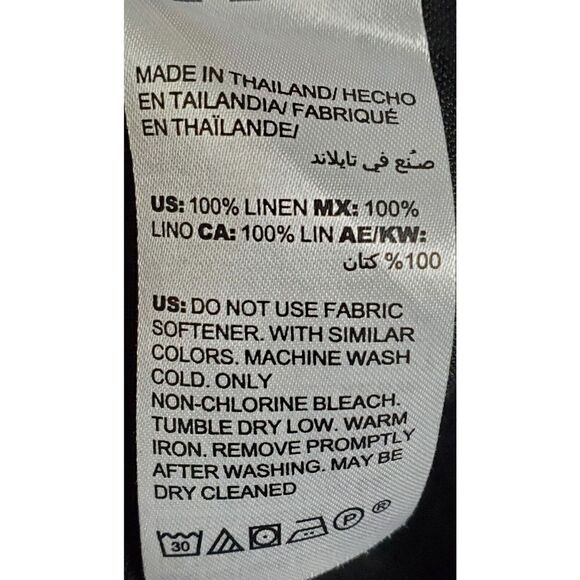 MADE IN THAILAND/ HECHO
EN TAILANDIA/ FABRIQUÉ
EN THAÏLANDE/
صُنع في تايلاند
US: 100% LINEN MX: 100%
LINO CA: 100% LIN AE/KW:
100% كتان
US: DO NOT USE FABRIC
SOFTENER. WITH SIMILAR
COLORS. MACHINE WASH
COLD. ONLY
NON-CHLORINE BLEACH.
TUMBLE DRY LOW. WARM
IRON. REMOVE PROMPTLY
AFTER WASHING. MAY BE
DRY CLEANED
30 P ®